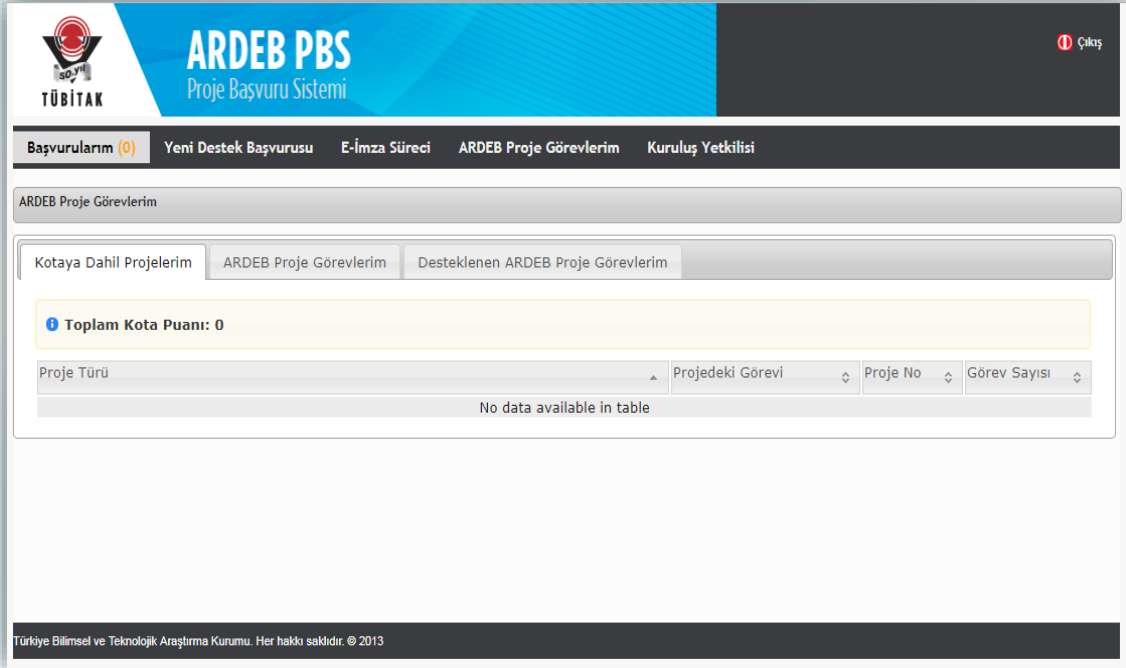 50.yıl
TÜBİTAK
ARDEB PBS
Proje Başvuru Sistemi
Çıkış
Başvurularım (0) Yeni Destek Başvurusu E-İmza Süreci ARDEB Proje Görevlerim Kuruluş Yetkilisi
ARDEB Proje Görevlerim
Kotaya Dahil Projelerim ARDEB Proje Görevlerim Desteklenen ARDEB Proje Görevlerim
Toplam Kota Puanı: 0
Proje Türü Projedeki Görevi Proje No Görev Sayısı
No data available in table
Türkiye Bilimsel ve Teknolojik Araştırma Kurumu. Her hakkı saklıdır. © 2013